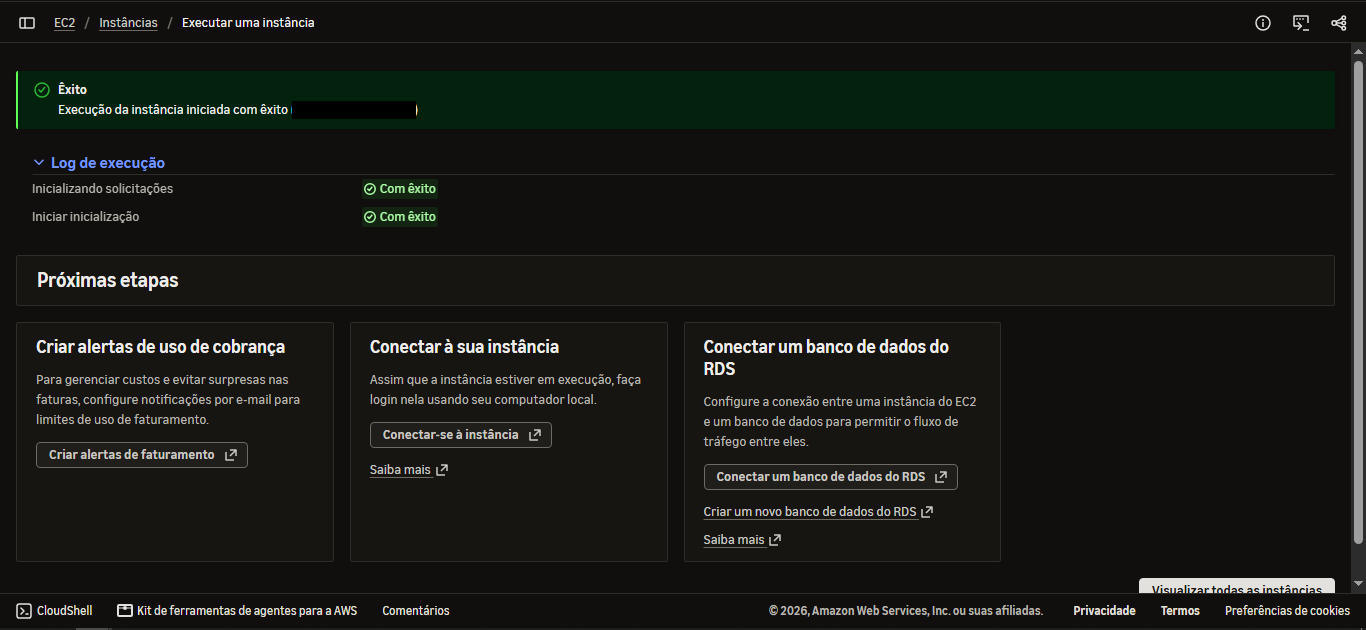 EC2 / Instâncias / Executar uma instância
Êxito
Execução da instância iniciada com êxito ( )
Log de execução
Inicializando solicitações Com êxito
Iniciar inicialização Com êxito
Próximas etapas
Criar alertas de uso de cobrança
Para gerenciar custos e evitar surpresas nas
faturas, configure notificações por e-mail para
limites de uso de faturamento.
Criar alertas de faturamento
Conectar à sua instância
Assim que a instância estiver em execução, faça
login nela usando seu computador local.
Conectar-se à instância
Saiba mais
Conectar um banco de dados do
RDS
Configure a conexão entre uma instância do EC2
e um banco de dados para permitir o fluxo de
tráfego entre eles.
Conectar um banco de dados do RDS
Criar um novo banco de dados do RDS
Saiba mais
Visualizar todas as instâncias
CloudShell Kit de ferramentas de agentes para a AWS Comentários © 2026, Amazon Web Services, Inc. ou suas afiliadas. Privacidade Termos Preferências de cookies